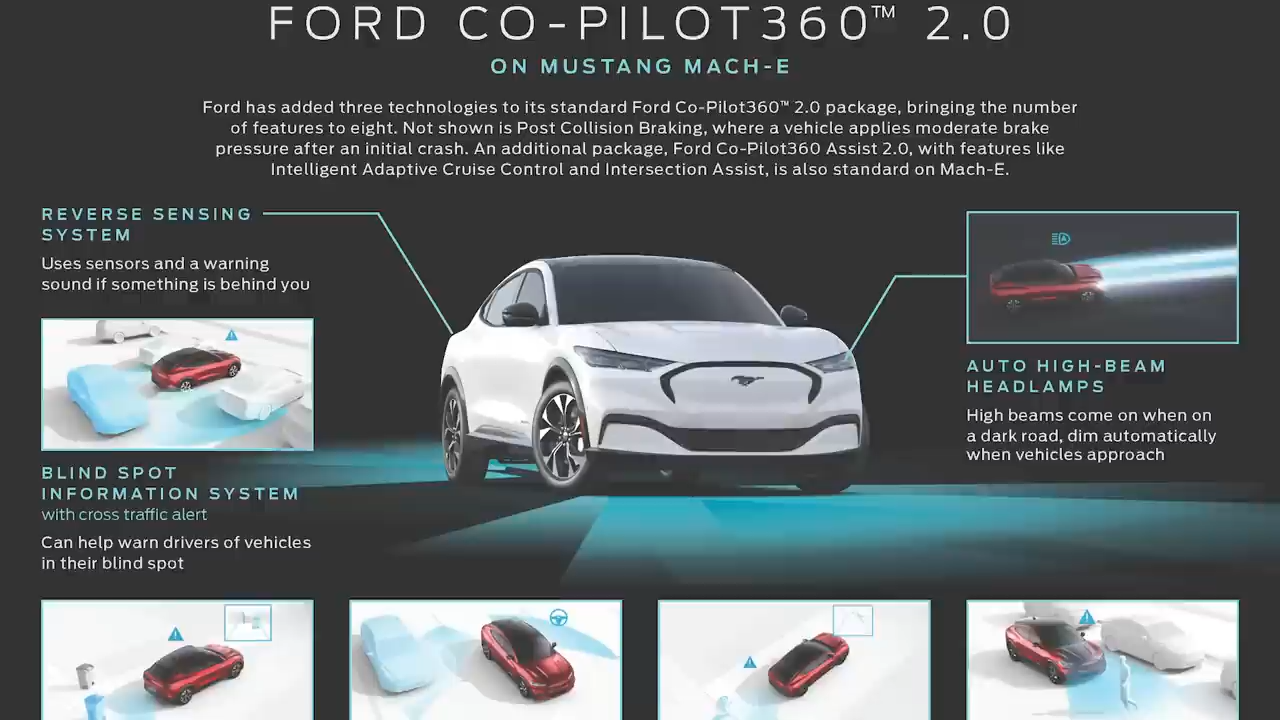 FORD CO-PILOT360™ 2.0
ON MUSTANG MACH-E
Ford has added three technologies to its standard Ford Co-Pilot360™ 2.0 package, bringing the number
of features to eight. Not shown is Post Collision Braking, where a vehicle applies moderate brake
pressure after an initial crash. An additional package, Ford Co-Pilot360 Assist 2.0, with features like
Intelligent Adaptive Cruise Control and Intersection Assist, is also standard on Mach-E.
REVERSE SENSING
SYSTEM
Uses sensors and a warning
sound if something is behind you
BLIND SPOT
INFORMATION SYSTEM
with cross traffic alert
Can help warn drivers of vehicles
in their blind spot
AUTO HIGH-BEAM
HEADLAMPS
High beams come on when on
a dark road, dim automatically
when vehicles approach